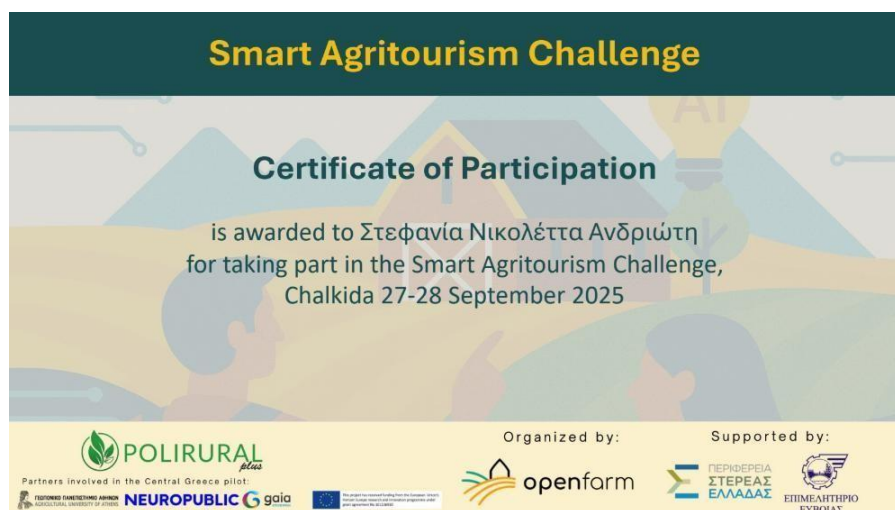 Smart Agritourism Challenge
AI
Certificate of Participation
is awarded to Στεφανία Νικολέττα Ανδριώτη
for taking part in the Smart Agritourism Challenge,
Chalkida 27-28 September 2025
POLIRURAL
plus
Partners involved in the Central Greece pilot:
ΓΕΩΠΟΝΙΚΟ ΠΑΝΕΠΙΣΤΗΜΙΟ ΑΘΗΝΩΝ
AGRICULTURAL UNIVERSITY OF ATHENS
NEUROPUBLIC
gaia
Organized by:
openfarm
Supported by:
ΠΕΡΙΦΕΡΕΙΑ
ΣΤΕΡΕΑΣ
ΕΛΛΑΔΑΣ
ΕΠΙΜΕΛΗΤΗΡΙΟ
ΕΥΒΟΙΑΣ